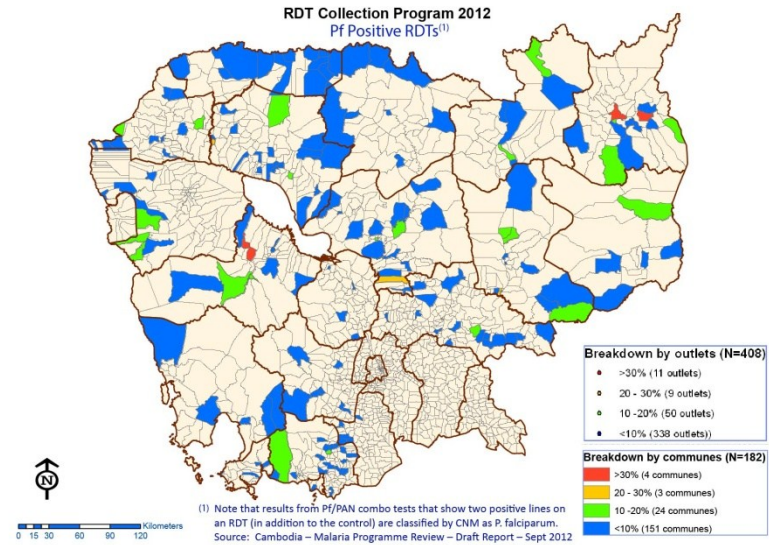 RDT Collection Program 2012
Pf Positive RDTs(1)
Breakdown by outlets (N=408)
>30% (11 outlets)
20 - 30% (9 outlets)
10 -20% (50 outlets)
<10% (338 outlets))
Breakdown by communes (N=182)
>30% (4 communes)
20 - 30% (3 communes)
10 -20% (24 communes)
<10% (151 communes)
N
(1) Note that results from Pf/PAN combo tests that show two positive lines on
an RDT (in addition to the control) are classified by CNM as P. falciparum.
Source: Cambodia – Malaria Programme Review – Draft Report – Sept 2012
Kilometers
0 15 30 60 90 120